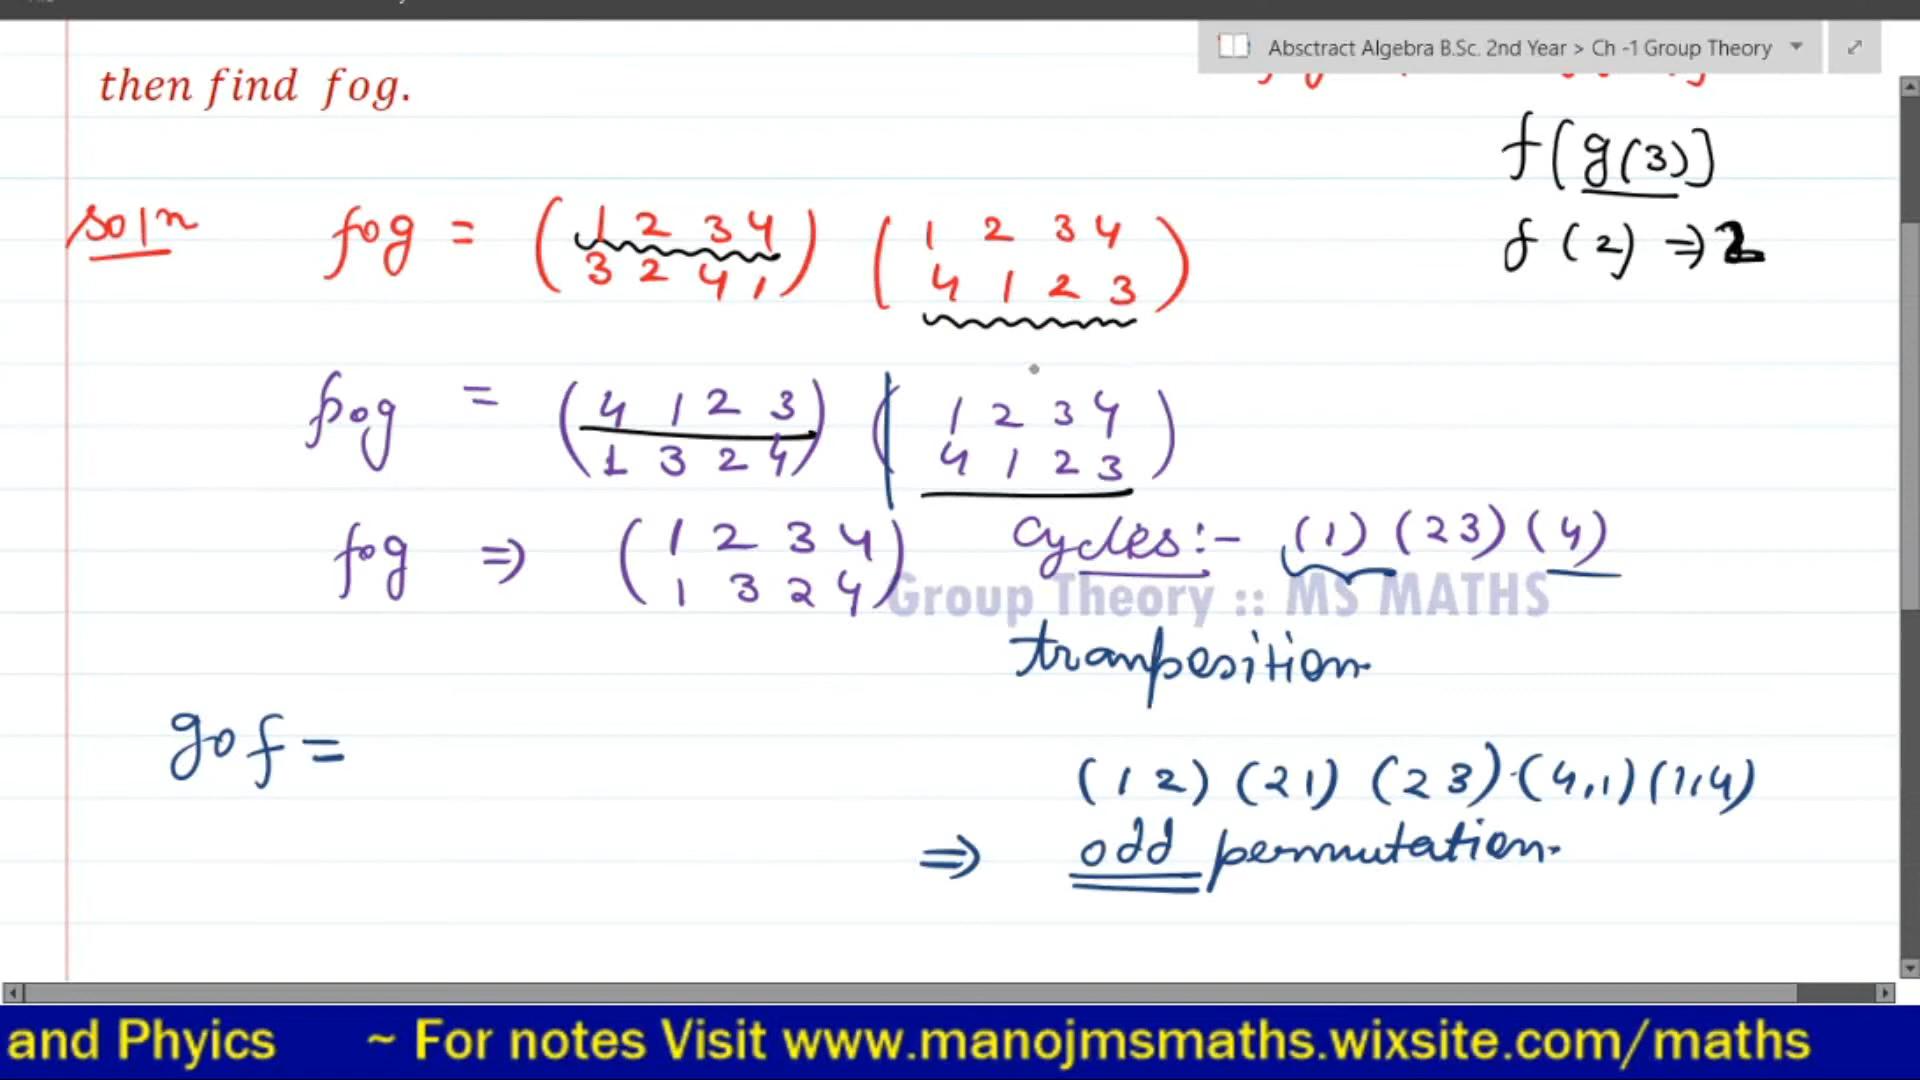 Absctract Algebra B.Sc. 2nd Year > Ch -1 Group Theory
then find fog.
f[g(3)]
f(2) ⇒ 2
soln fog = (1 2 3 4) (1 2 3 4)
(3 2 4 1) (4 1 2 3)
fog = (4 1 2 3) (1 2 3 4)
(1 3 2 4) (4 1 2 3)
fog ⇒ (1 2 3 4) Cycles:- (1) (2 3) (4)
(1 3 2 4)
Group Theory :: MS MATHS
tranposition.
gof =
(1 2) (2 1) (2 3).(4,1) (1,4)
⇒ odd permutation.
and Phyics ~ For notes Visit www.manojmsmaths.wixsite.com/maths